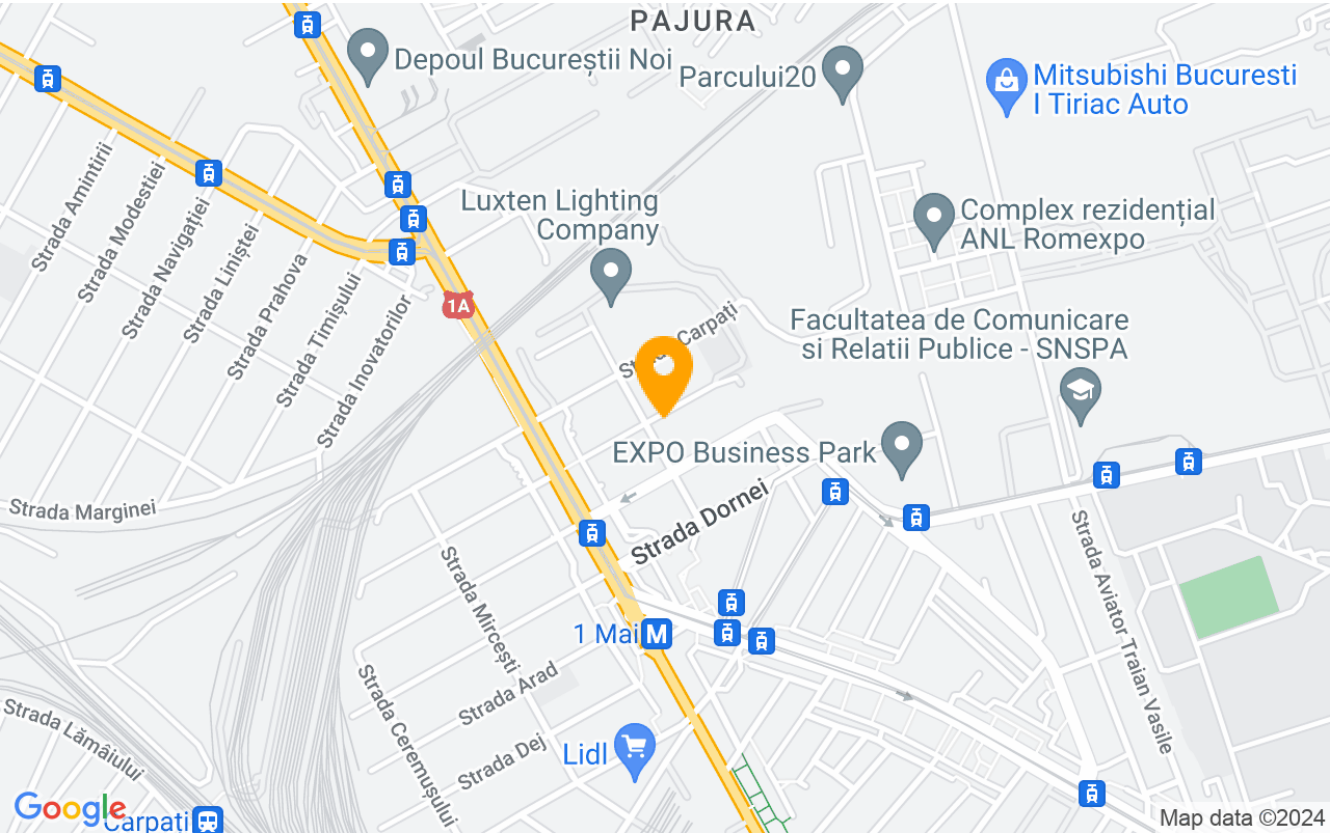 PAJURA
Depoul Bucureștii Noi
Parcului20
Mitsubishi Bucuresti
I Tiriac Auto
Strada Amintirii
Strada Modestiei
Strada Navigației
Strada Liniștei
Strada Prahova
Strada Timișului
Strada Inovatorilor
Luxten Lighting
Company
Complex rezidențial
ANL Romexpo
1A
Carpați
Facultatea de Comunicare
si Relatii Publice - SNSPA
EXPO Business Park
Strada Marginei
Strada Dornei
Strada Mircești
Strada Aviator Traian Vasile
1 Mai M
Strada Arad
Strada Ceremușului
Strada Dej
Lidl
Strada Lămâiului
Google
Carpați
Map data ©2024